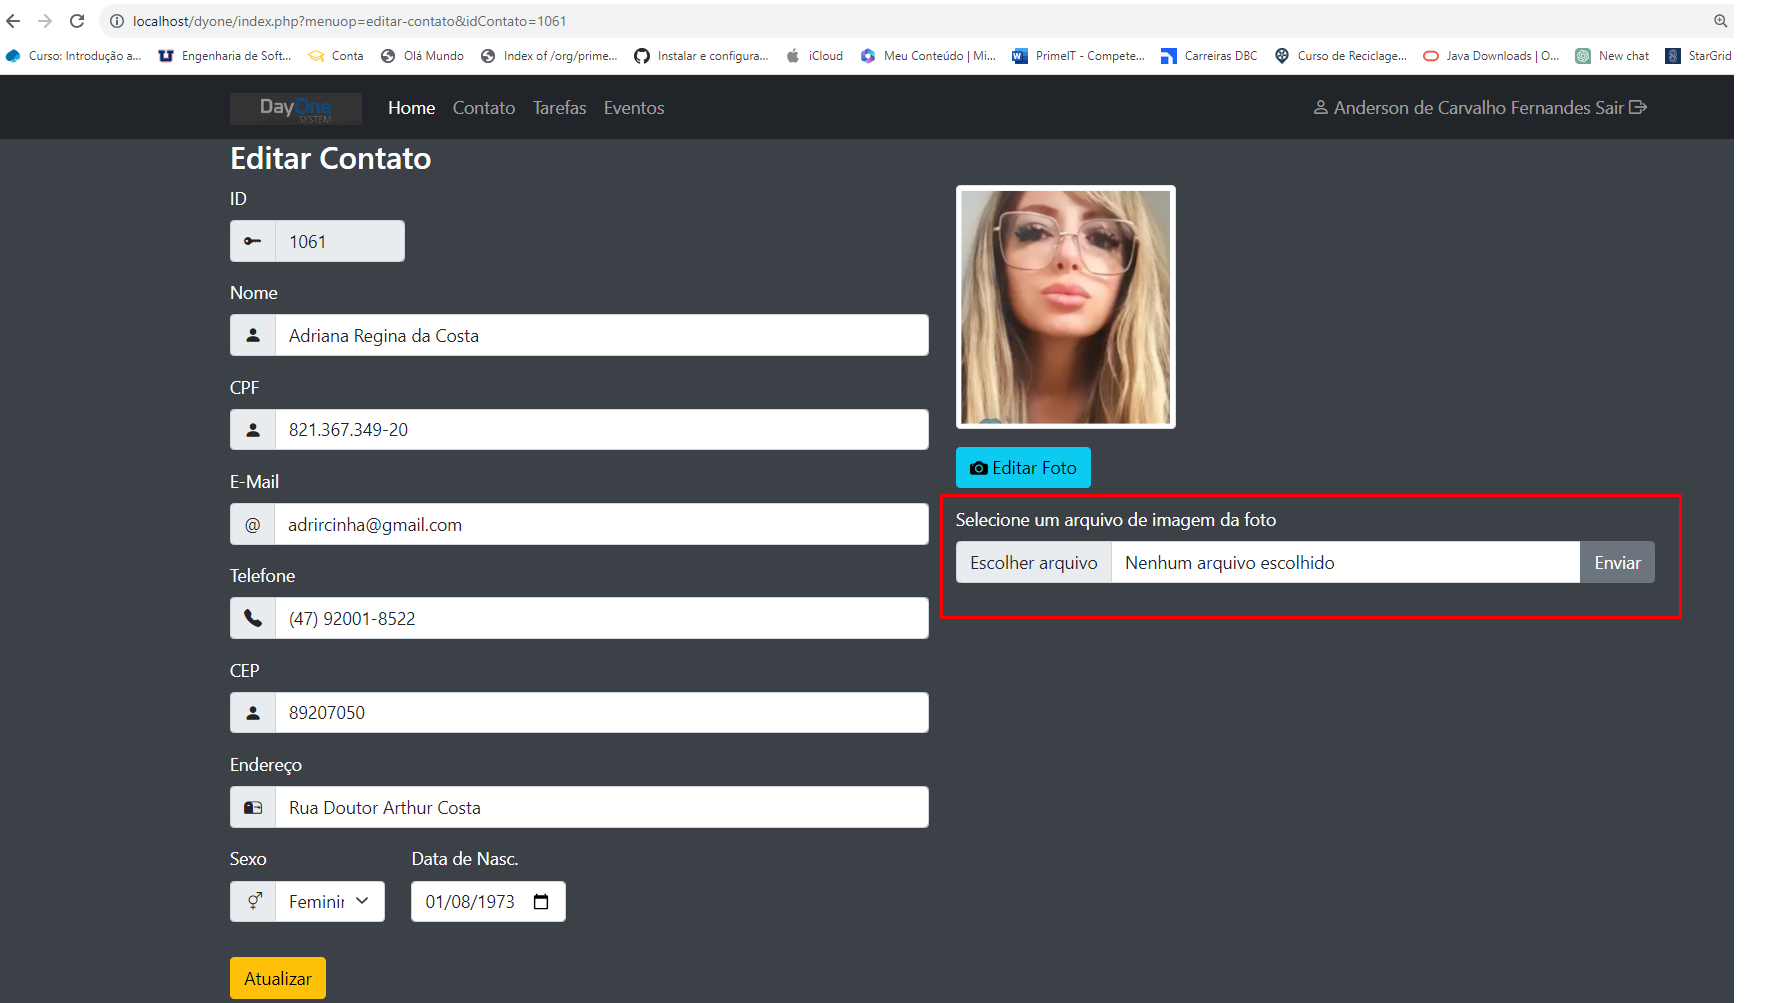 localhost/dyone/index.php?menuop=editar-contato&idContato=1061
Curso: Introdução a... Engenharia de Soft... Conta Olá Mundo Index of /org/prime... Instalar e configura... iCloud Meu Conteúdo | Mi... PrimeIT - Compete... Carreiras DBC Curso de Reciclage... Java Downloads | O... New chat StarGrid
DayOne
SYSTEM
Home Contato Tarefas Eventos
Anderson de Carvalho Fernandes Sair
Editar Contato
ID
1061
Nome
Adriana Regina da Costa
CPF
821.367.349-20
E-Mail
@ adrircinha@gmail.com
Telefone
(47) 92001-8522
CEP
89207050
Endereço
Rua Doutor Arthur Costa
Sexo
Data de Nasc.
Feminin
01/08/1973
Atualizar
Editar Foto
Selecione um arquivo de imagem da foto
Escolher arquivo Nenhum arquivo escolhido Enviar